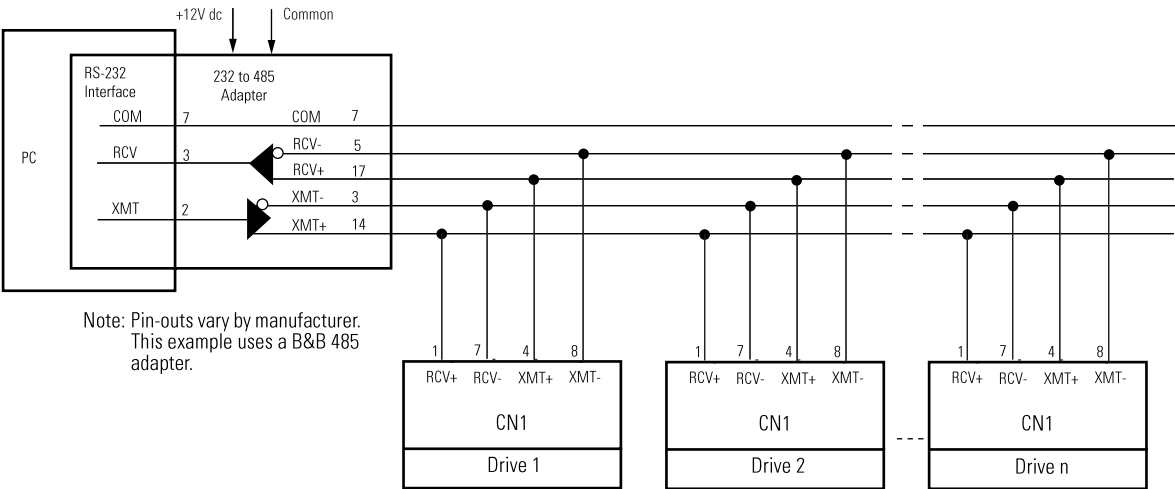 +12V dc
Common
RS-232
Interface
232 to 485
Adapter
COM
7
COM
7
RCV-
5
PC
RCV
3
RCV+
17
XMT-
3
XMT
2
XMT+
14
Note: Pin-outs vary by manufacturer.
This example uses a B&B 485
adapter.
1
7
4
8
RCV+
RCV-
XMT+
XMT-
CN1
Drive 1
1
7
4
8
RCV+
RCV-
XMT+
XMT-
CN1
Drive 2
1
7
4
8
RCV+
RCV-
XMT+
XMT-
CN1
Drive n